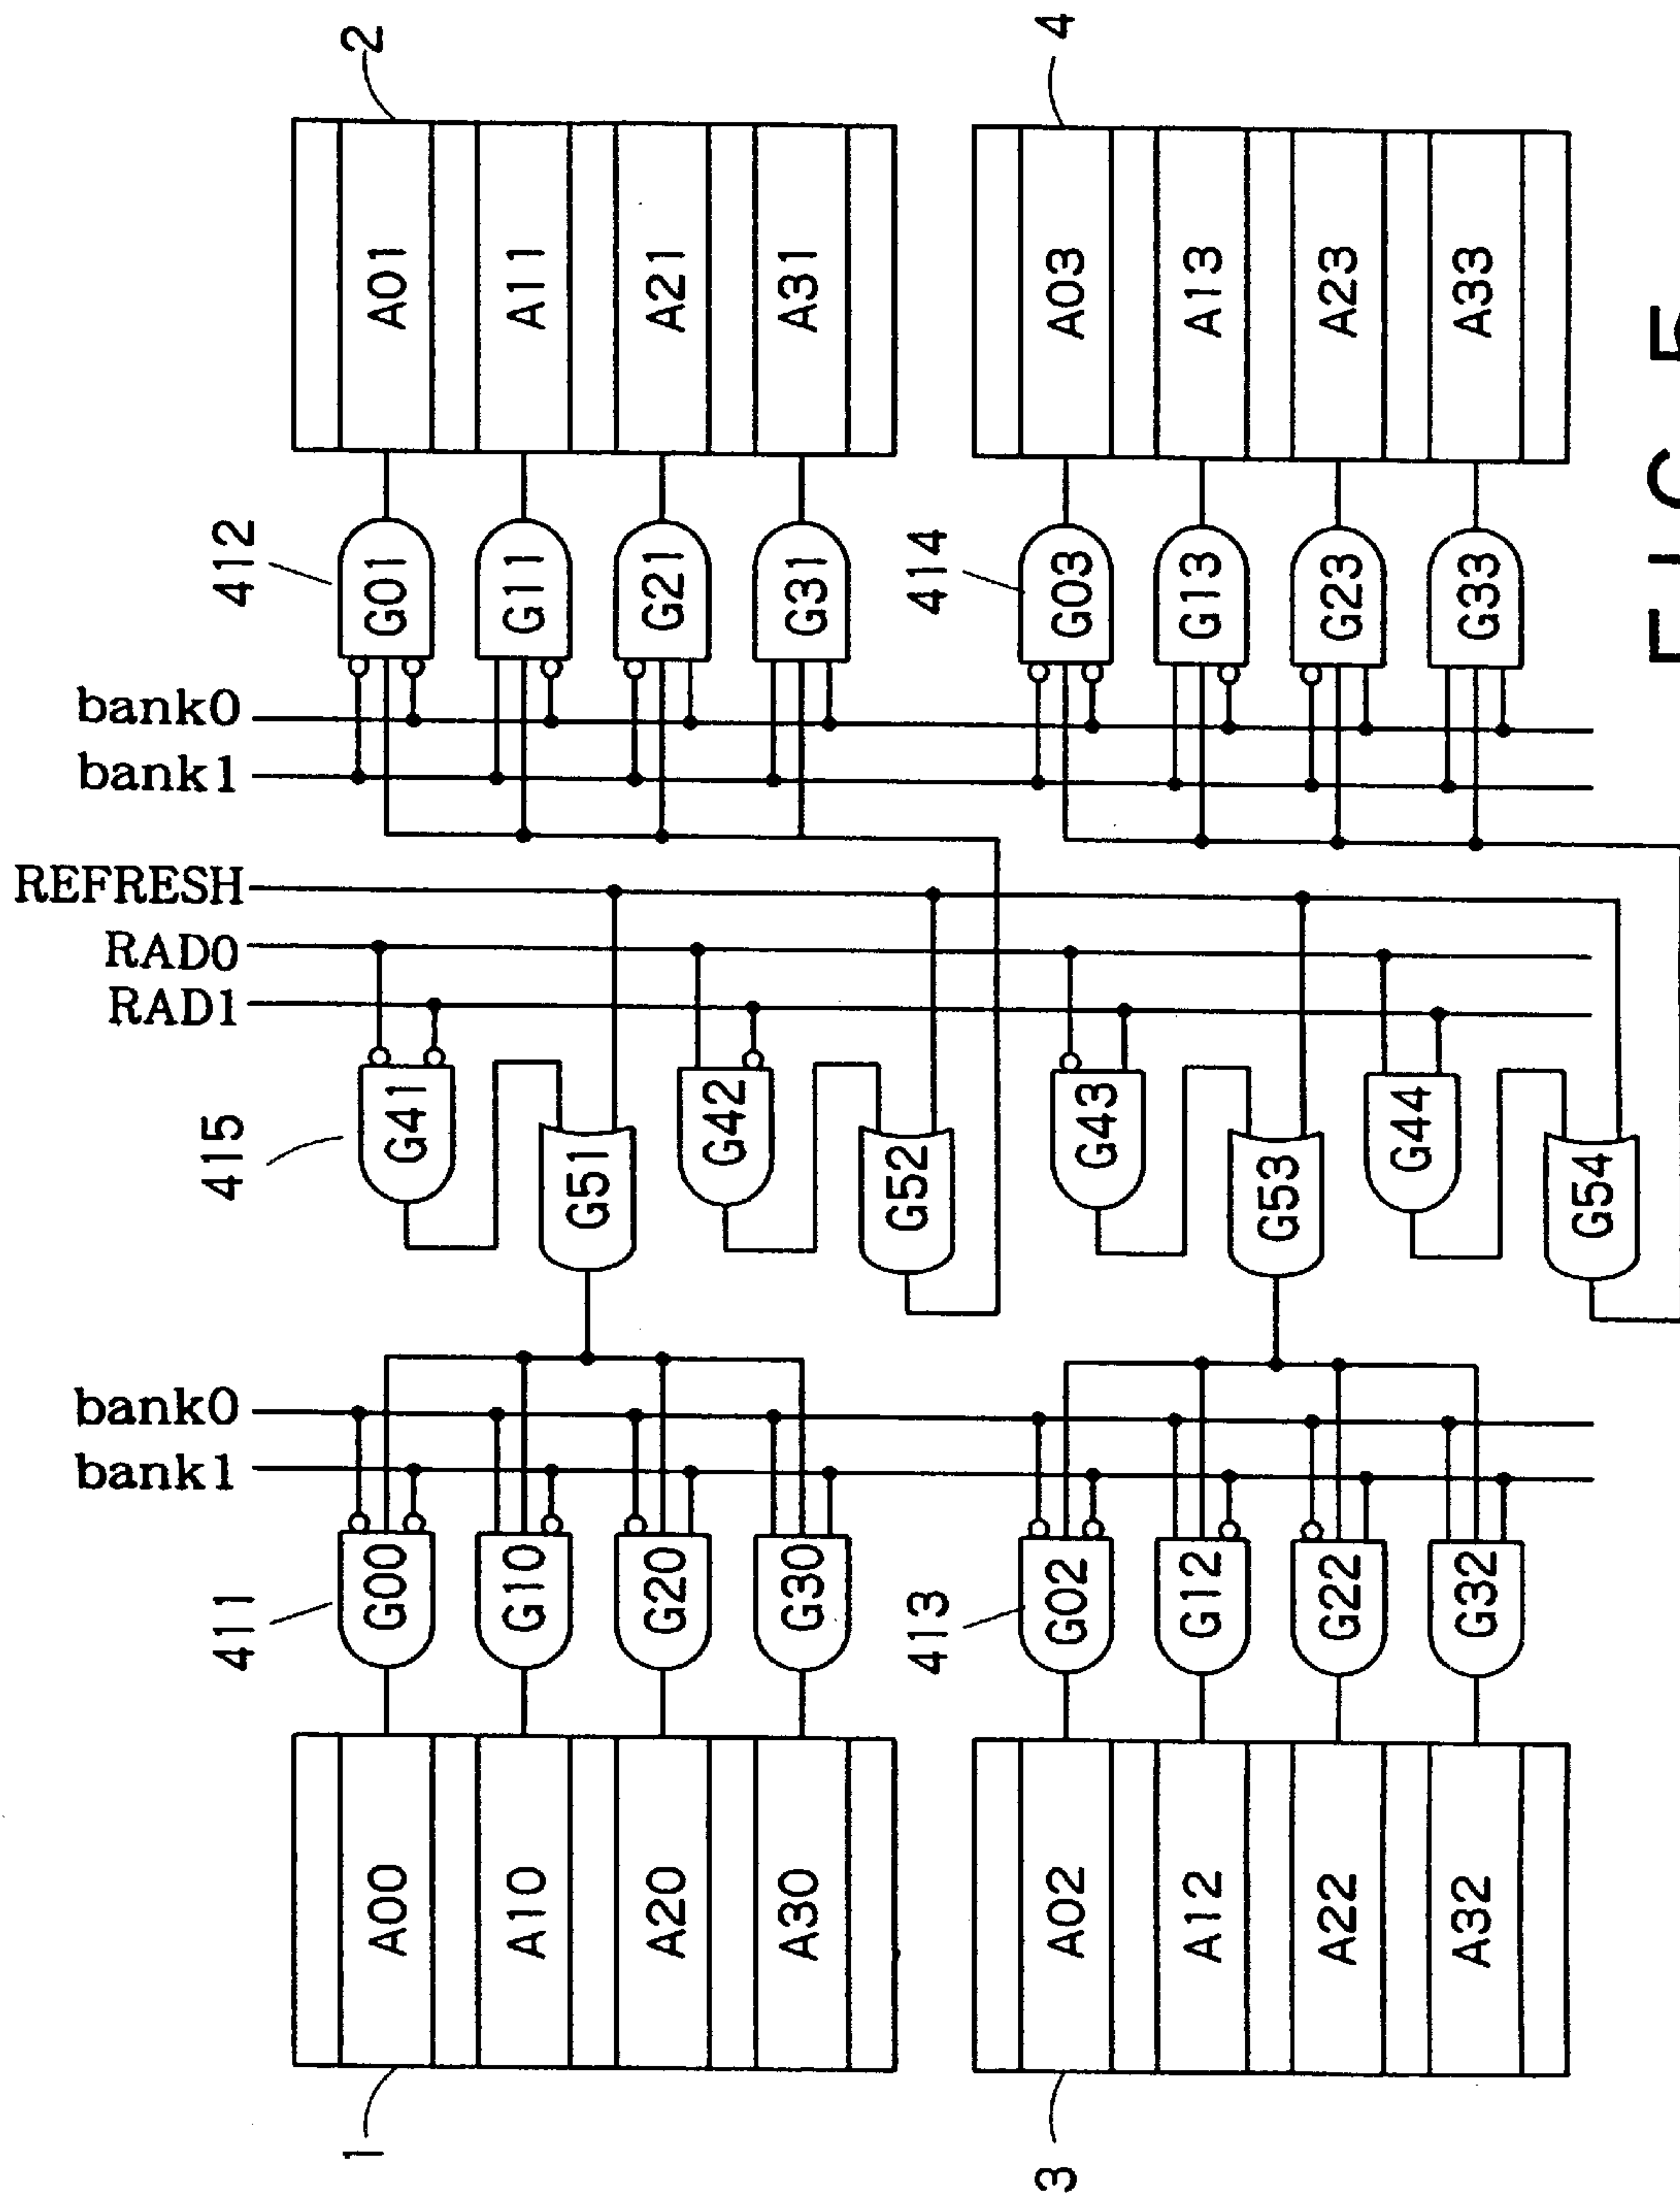 2
4
A01
A11
A21
A31
A03
A13
A23
A33
412
G01
G11
G21
G31
414
G03
G13
G23
G33
bank0
bank1
REFRESH
RAD0
RAD1
415
G41
G51
G42
G52
G43
G53
G44
G54
bank0
bank1
411
G00
G10
G20
G30
413
G02
G12
G22
G32
A00
A10
A20
A30
A02
A12
A22
A32
1
3